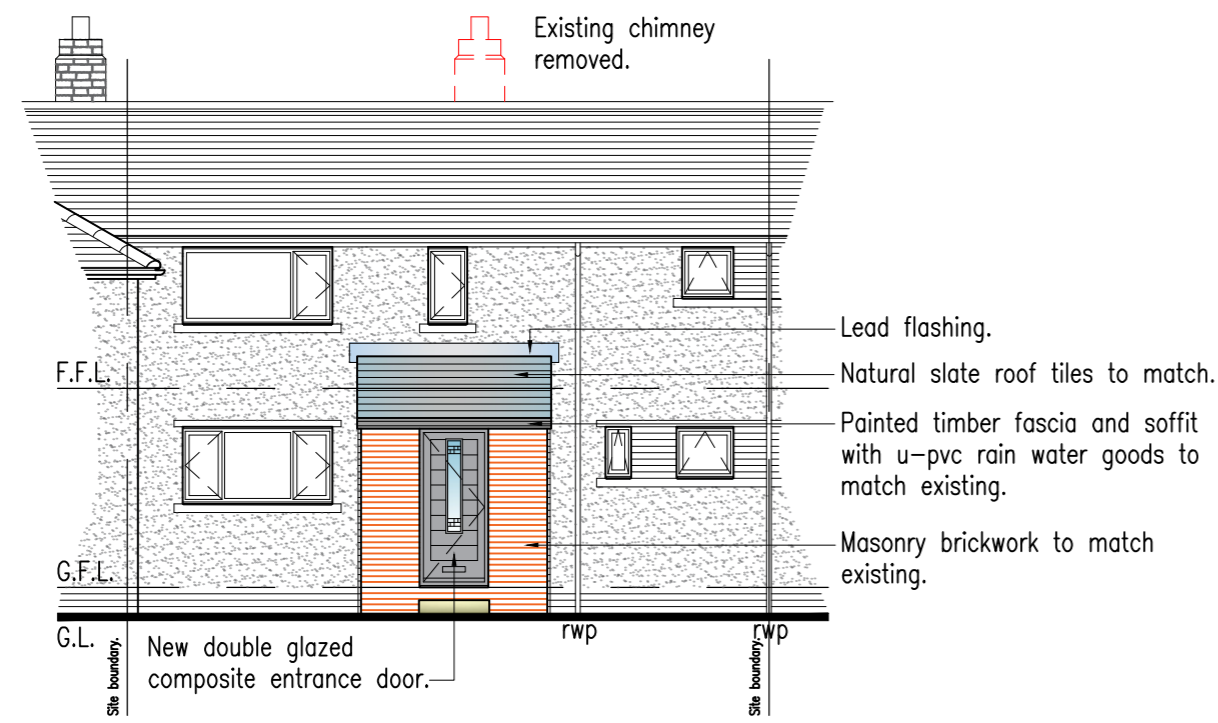 Existing chimney
removed.
Lead flashing.
F.F.L.
Natural slate roof tiles to match.
Painted timber fascia and soffit
with u-pvc rain water goods to
match existing.
Masonry brickwork to match
existing.
G.F.L.
G.L.
rwp
rwp
New double glazed
composite entrance door.
Site boundary.
Site boundary.